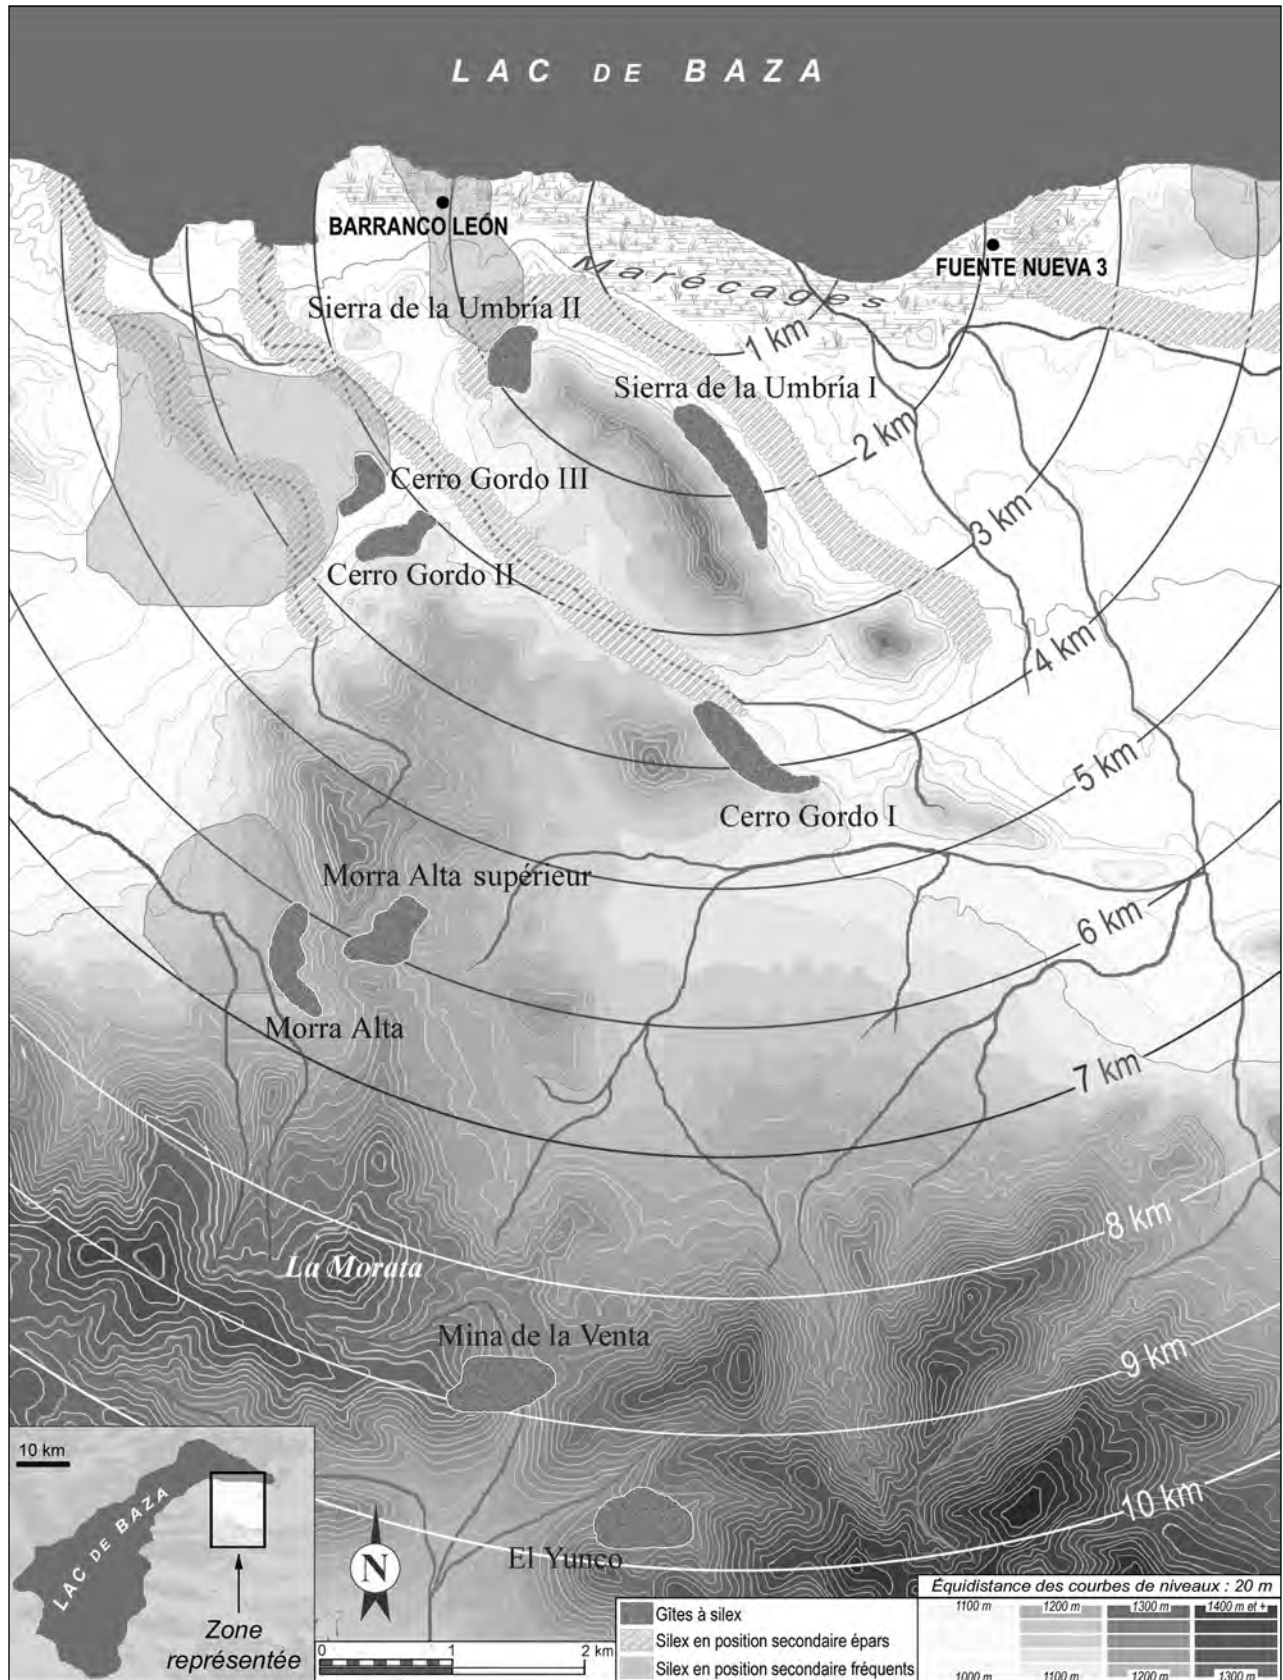 LAC DE BAZA
BARRANCO LEÓN
FUENTE NUEVA 3
Marécages
Sierra de la Umbría II
1 km
Sierra de la Umbría I
2 km
Cerro Gordo III
3 km
Cerro Gordo II
4 km
5 km
Cerro Gordo I
Morra Alta supérieur
6 km
Morra Alta
7 km
8 km
La Morata
Mina de la Venta
9 km
10 km
El Yunco
10 km
LAC DE BAZA
Zone
représentée
N
0 1 2 km
Gîtes à silex
Silex en position secondaire épars
Silex en position secondaire fréquents
Équidistance des courbes de niveaux : 20 m
1100 m 1200 m 1300 m 1400 m et +
1000 m 1100 m 1200 m 1300 m